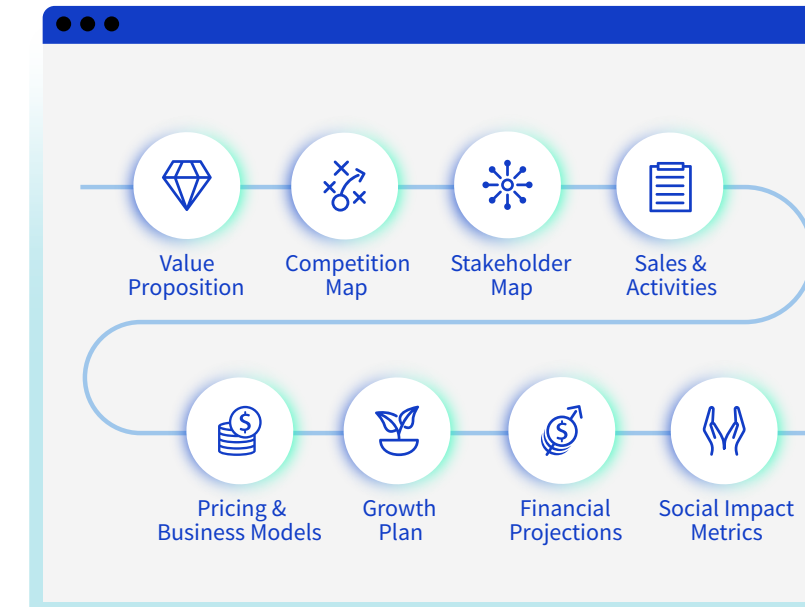 Value
Proposition
Competition
Map
Stakeholder
Map
Sales &
Activities
Pricing &
Business Models
Growth
Plan
Financial
Projections
Social Impact
Metrics